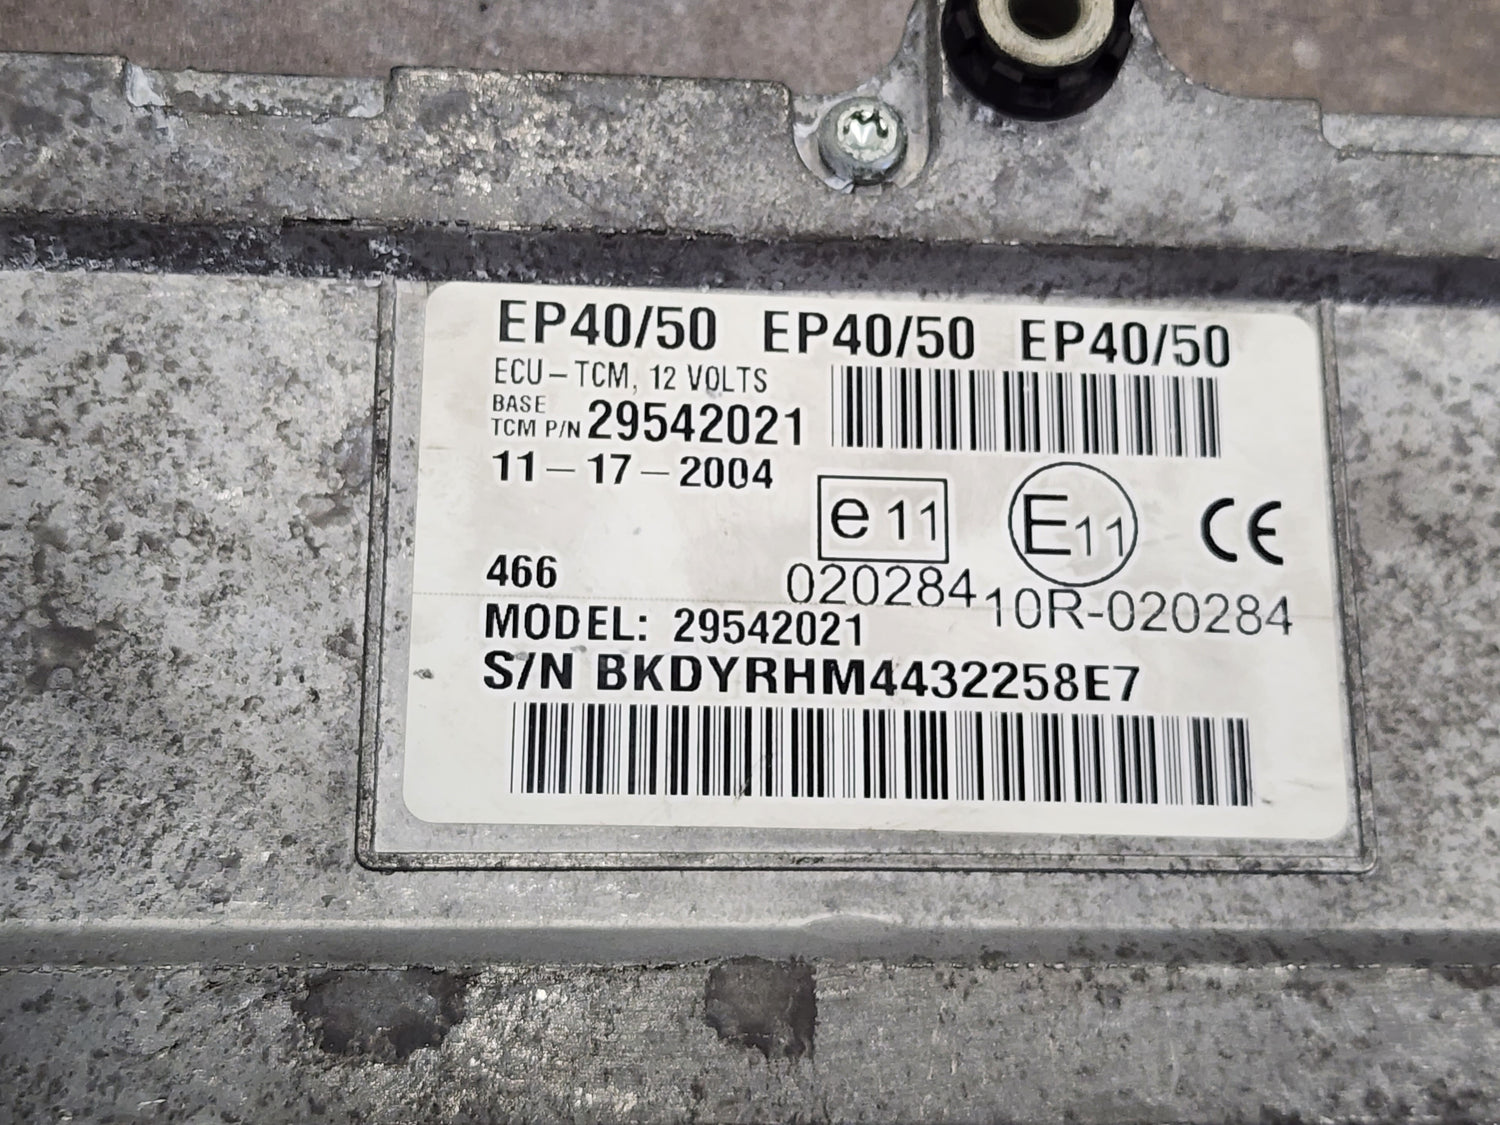 EP40/50 EP40/50 EP40/50
ECU-TCM, 12 VOLTS
BASE
TCM P/N 29542021
11-17-2004
e11 E11 CE
020284 10R-020284
466
MODEL: 29542021
S/N BKDYRHM4432258E7